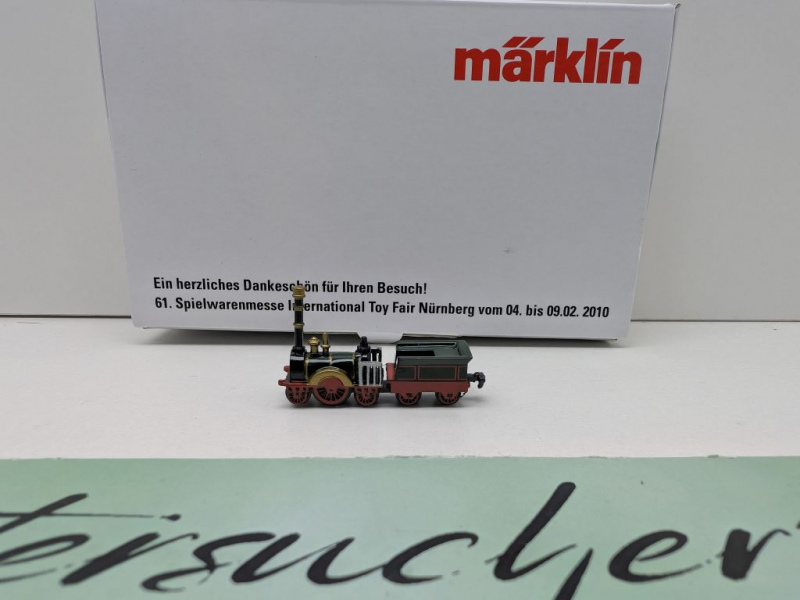 märklin
Ein herzliches Dankeschön für Ihren Besuch!
61. Spielwarenmesse International Toy Fair Nürnberg vom 04. bis 09.02. 2010
tersucher